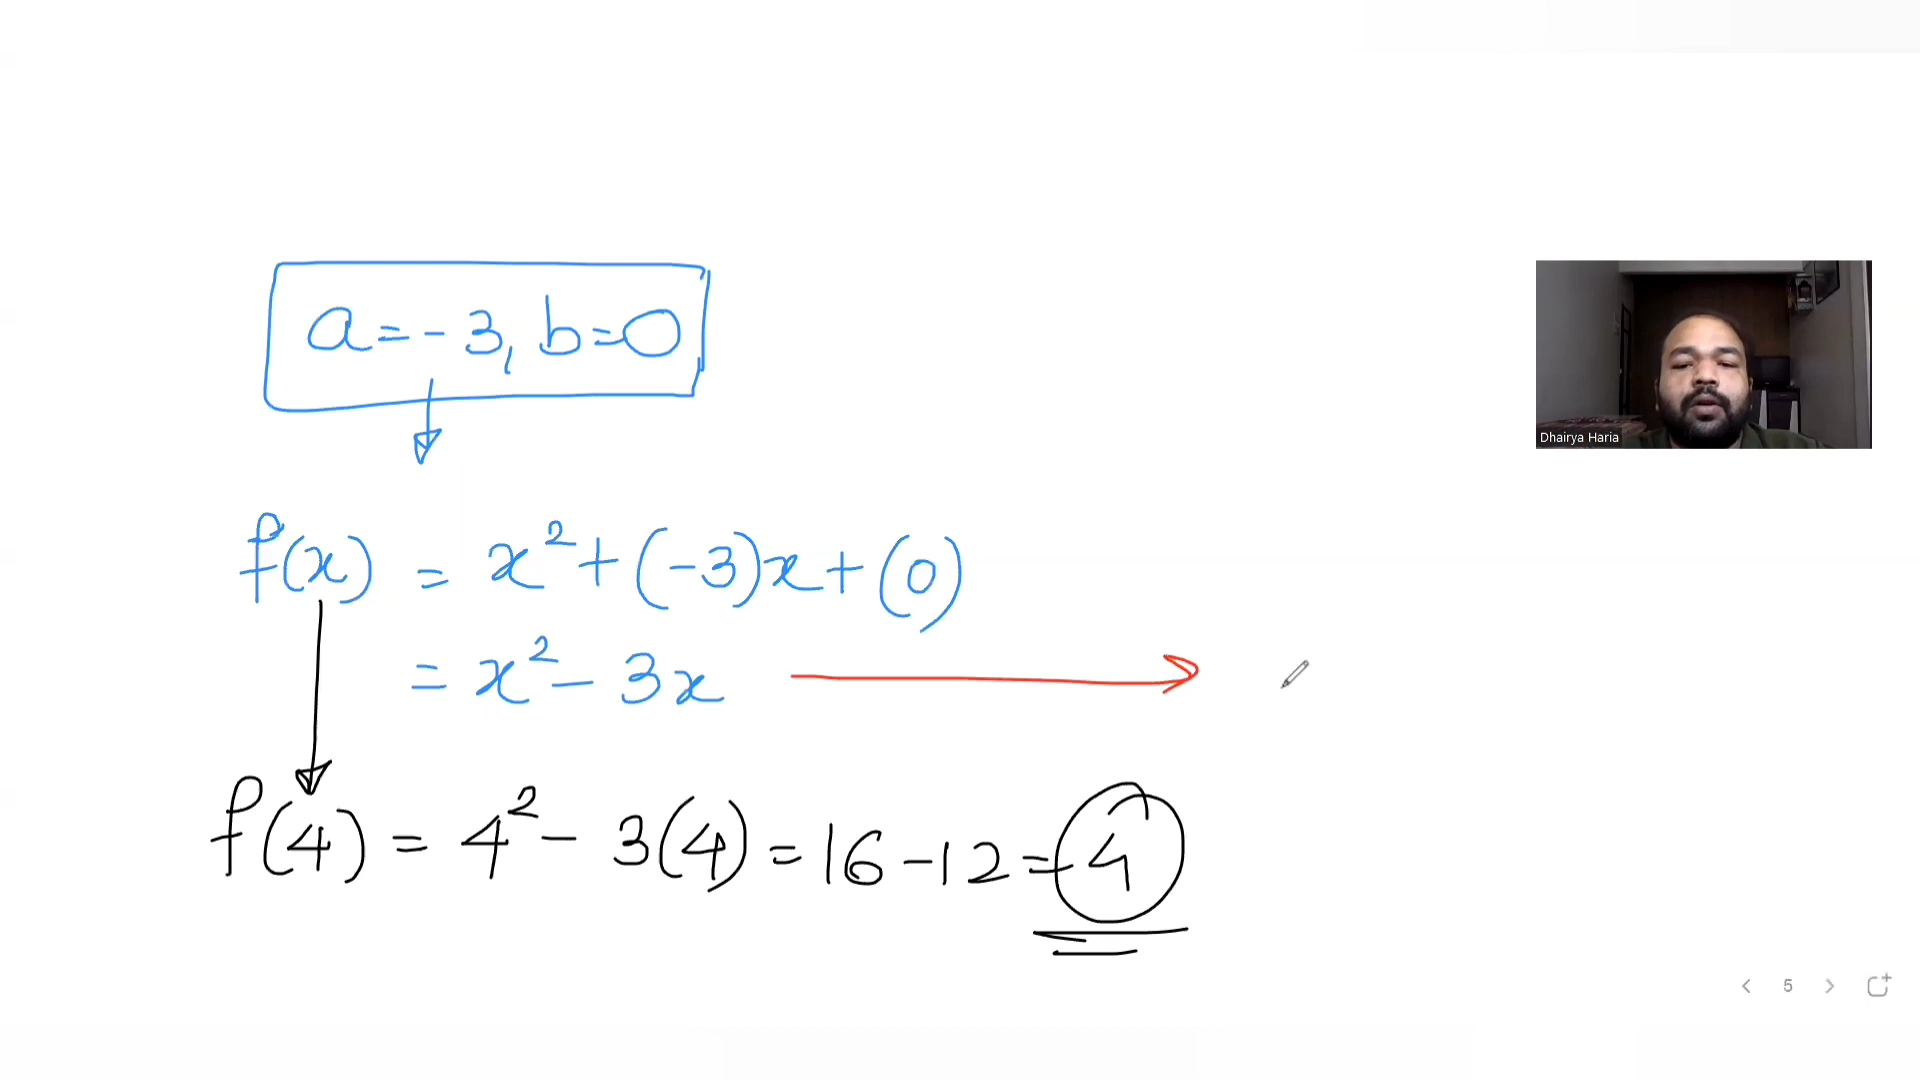 a=-3, b=0
f(x) = x²+(-3)x+(0)
= x²-3x
f(4) = 4²-3(4)=16-12=4
Dhairya Haria
5